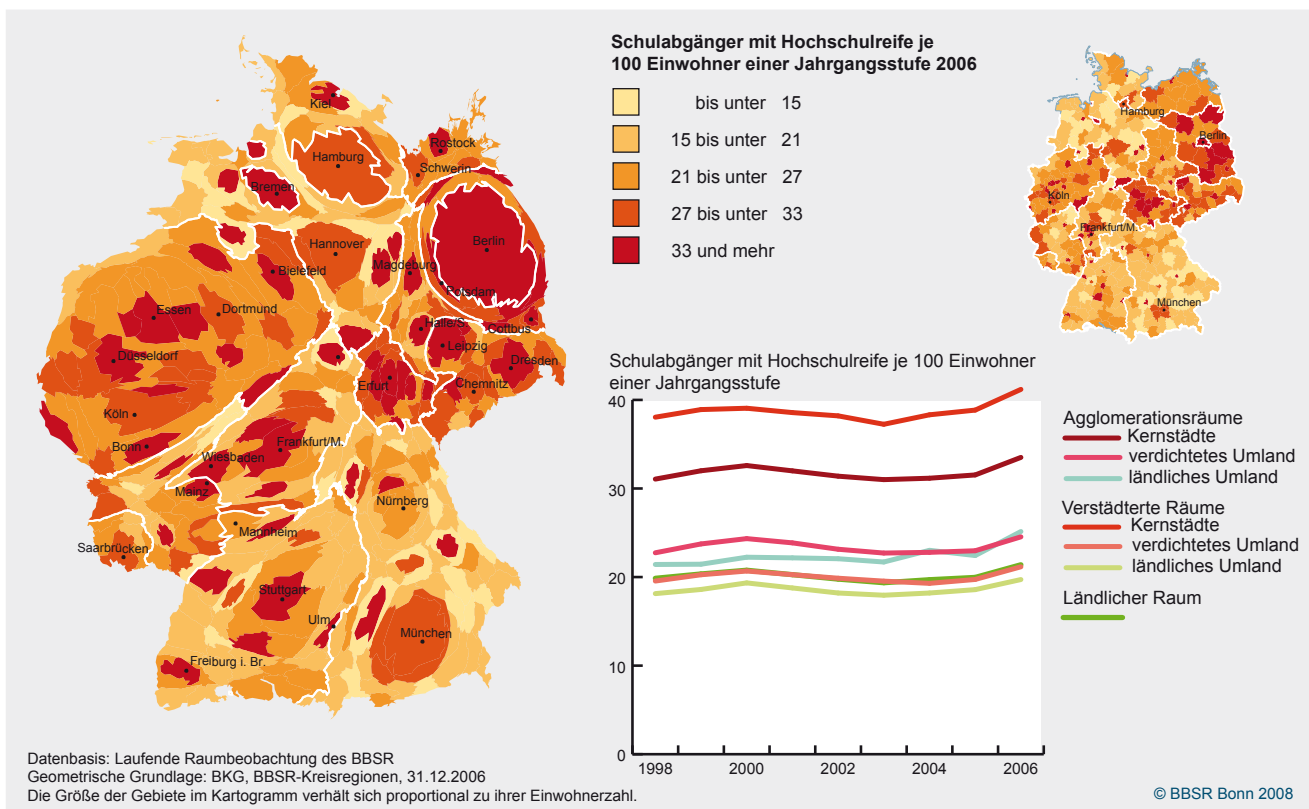 Schulabgänger mit Hochschulreife je
100 Einwohner einer Jahrgangsstufe 2006
bis unter 15
15 bis unter 21
21 bis unter 27
27 bis unter 33
33 und mehr
Kiel
Rostock
Hamburg
Schwerin
Bremen
Berlin
Hannover
Magdeburg
Bielefeld
Potsdam
Essen
Dortmund
Halle/S.
Cottbus
Leipzig
Düsseldorf
Dresden
Erfurt
Chemnitz
Köln
Bonn
Frankfurt/M.
Wiesbaden
Mainz
Nürnberg
Mannheim
Saarbrücken
Stuttgart
Ulm
München
Freiburg i. Br.
Hamburg
Berlin
Köln
Frankfurt/M.
München
Schulabgänger mit Hochschulreife je 100 Einwohner
einer Jahrgangsstufe
40
30
20
10
0
1998 2000 2002 2004 2006
Agglomerationsräume
Kernstädte
verdichtetes Umland
ländliches Umland
Verstädterte Räume
Kernstädte
verdichtetes Umland
ländliches Umland
Ländlicher Raum
Datenbasis: Laufende Raumbeobachtung des BBSR
Geometrische Grundlage: BKG, BBSR-Kreisregionen, 31.12.2006
Die Größe der Gebiete im Kartogramm verhält sich proportional zu ihrer Einwohnerzahl.
© BBSR Bonn 2008